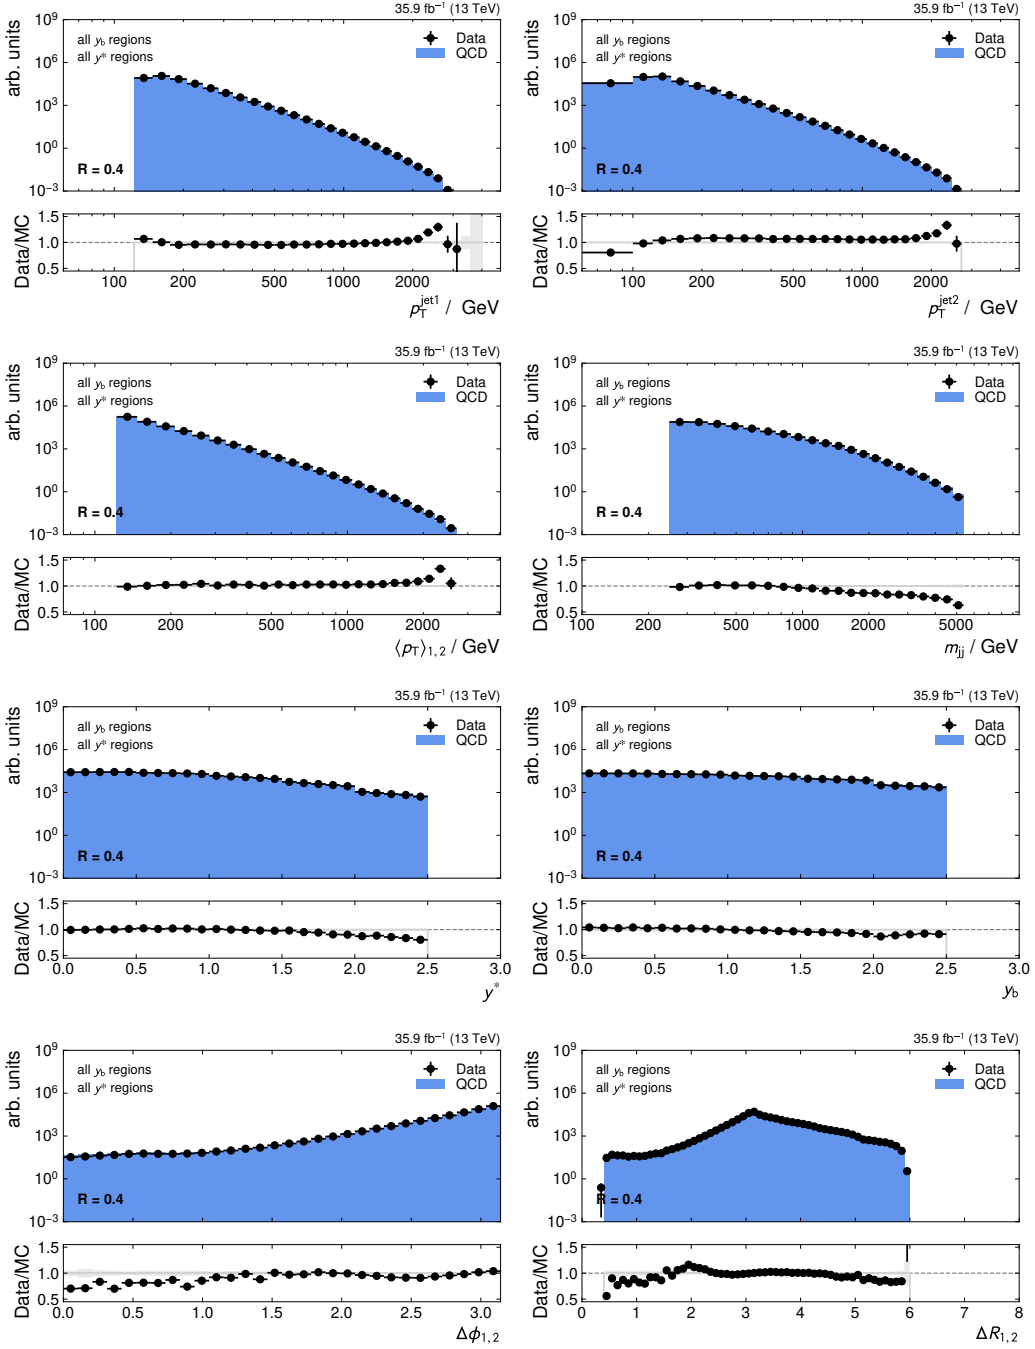 35.9 fb⁻¹ (13 TeV)
arb. units
10⁹
10⁶
10³
10⁰
10⁻³
all y_b regions
all y* regions
Data
QCD
R = 0.4
Data/MC
1.5
1.0
0.5
100 200 500 1000 2000
p_T^jet1 / GeV
35.9 fb⁻¹ (13 TeV)
arb. units
10⁹
10⁶
10³
10⁰
10⁻³
all y_b regions
all y* regions
Data
QCD
R = 0.4
Data/MC
1.5
1.0
0.5
100 200 500 1000 2000
p_T^jet2 / GeV
35.9 fb⁻¹ (13 TeV)
arb. units
10⁹
10⁶
10³
10⁰
10⁻³
all y_b regions
all y* regions
Data
QCD
R = 0.4
Data/MC
1.5
1.0
0.5
100 200 500 1000 2000
⟨p_T⟩_1,2 / GeV
35.9 fb⁻¹ (13 TeV)
arb. units
10⁹
10⁶
10³
10⁰
10⁻³
all y_b regions
all y* regions
Data
QCD
R = 0.4
Data/MC
1.5
1.0
0.5
100 200 500 1000 2000 5000
m_jj / GeV
35.9 fb⁻¹ (13 TeV)
arb. units
10⁹
10⁶
10³
10⁰
10⁻³
all y_b regions
all y* regions
Data
QCD
R = 0.4
Data/MC
1.5
1.0
0.5
0.0 0.5 1.0 1.5 2.0 2.5 3.0
y*
35.9 fb⁻¹ (13 TeV)
arb. units
10⁹
10⁶
10³
10⁰
10⁻³
all y_b regions
all y* regions
Data
QCD
R = 0.4
Data/MC
1.5
1.0
0.5
0.0 0.5 1.0 1.5 2.0 2.5 3.0
y_b
35.9 fb⁻¹ (13 TeV)
arb. units
10⁹
10⁶
10³
10⁰
10⁻³
all y_b regions
all y* regions
Data
QCD
R = 0.4
Data/MC
1.5
1.0
0.5
0.0 0.5 1.0 1.5 2.0 2.5 3.0
Δϕ_1,2
35.9 fb⁻¹ (13 TeV)
arb. units
10⁹
10⁶
10³
10⁰
10⁻³
all y_b regions
all y* regions
Data
QCD
R = 0.4
Data/MC
1.5
1.0
0.5
0 1 2 3 4 5 6 7 8
ΔR_1,2